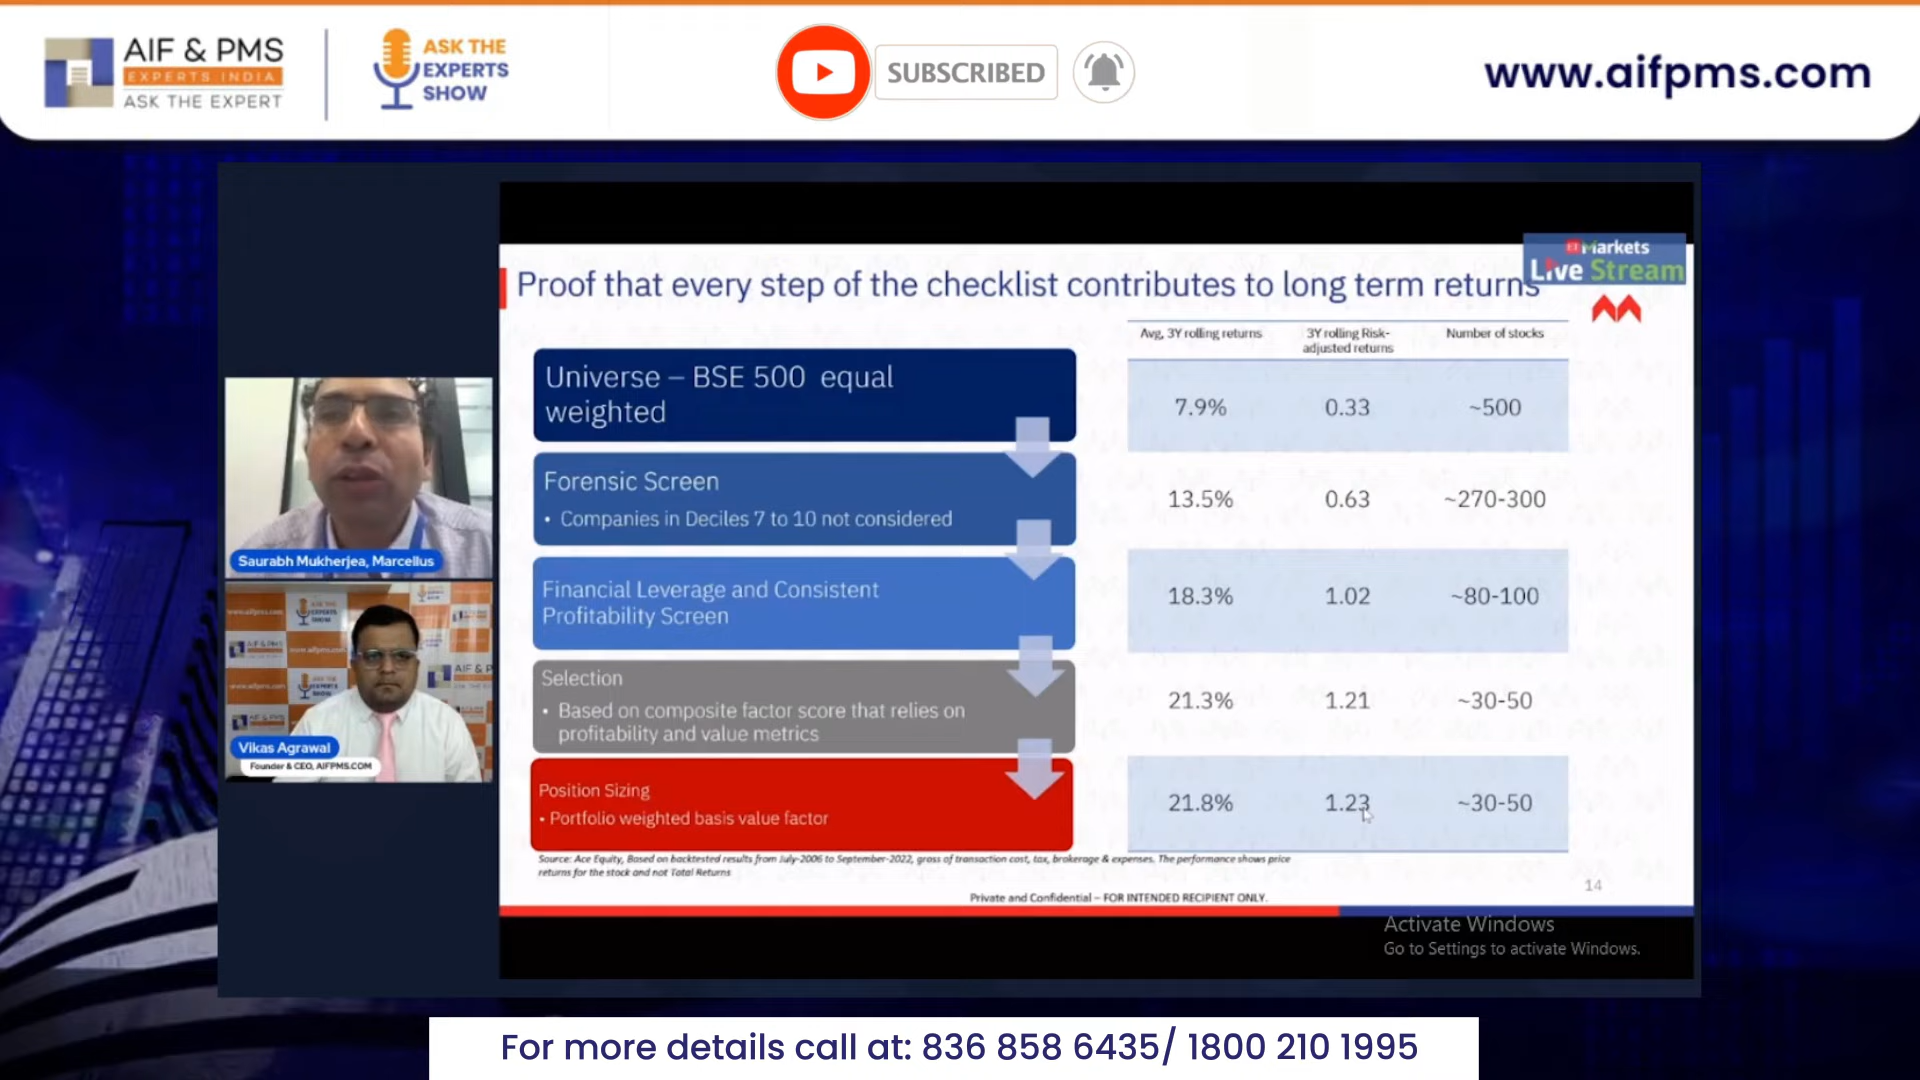 AIF & PMS
EXPERTS INDIA
ASK THE EXPERT
ASK THE
EXPERTS
SHOW
SUBSCRIBED
www.aifpms.com
Markets
Live Stream
Proof that every step of the checklist contributes to long term returns
Avg, 3Y rolling returns
3Y rolling Risk-
adjusted returns
Number of stocks
Universe – BSE 500 equal
weighted
7.9%
0.33
~500
Forensic Screen
• Companies in Deciles 7 to 10 not considered
13.5%
0.63
~270-300
Financial Leverage and Consistent
Profitability Screen
18.3%
1.02
~80-100
Selection
• Based on composite factor score that relies on
profitability and value metrics
21.3%
1.21
~30-50
Position Sizing
• Portfolio weighted basis value factor
21.8%
1.23
~30-50
Source: Ace Equity, Based on backtested results from July-2006 to September-2022, gross of transaction cost, tax, brokerage & expenses. The performance shows price
returns for the stock and not Total Returns
14
Private and Confidential – FOR INTENDED RECIPIENT ONLY.
Activate Windows
Go to Settings to activate Windows.
Saurabh Mukherjea, Marcellus
Vikas Agrawal
Founder & CEO, AIFPMS.COM
For more details call at: 836 858 6435/ 1800 210 1995